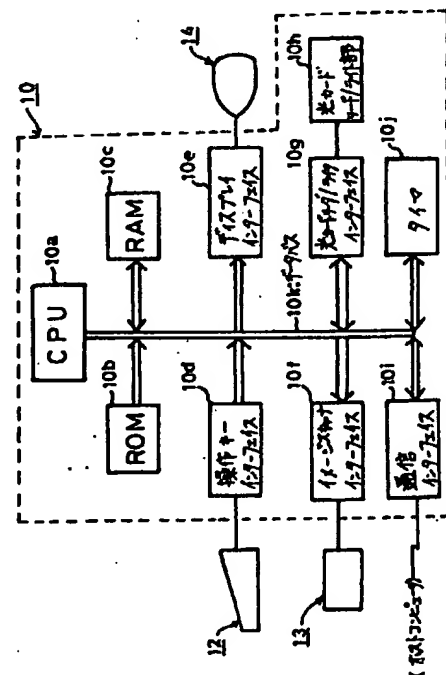 10
10a
CPU
10b
ROM
10c
RAM
10d
操作キー
インターフェイス
10e
ディスプレイ
インターフェイス
12
14
10k:データバス
10f
イメージスキャナ
インターフェイス
13
10g
光カードリード/ライト
インターフェイス
10h
光カード
リード/ライト部
10i
通信
インターフェイス
10j
タイマ
(ホストコンピュータ)